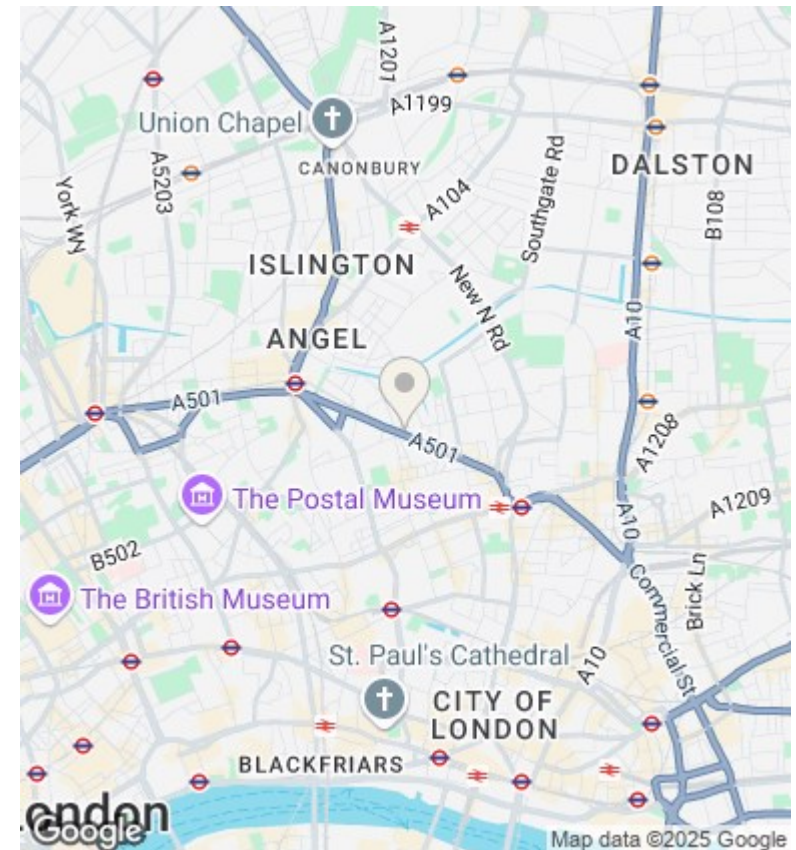 A1201
A1199
Union Chapel
CANONBURY
A5203
York Wy
A104
Southgate Rd
DALSTON
B108
ISLINGTON
New N Rd
ANGEL
A10
A501
A501
A1208
The Postal Museum
A10
A1209
B502
Commercial St
Brick Ln
The British Museum
St. Paul's Cathedral
A10
CITY OF
LONDON
BLACKFRIARS
London
Google
Map data ©2025 Google